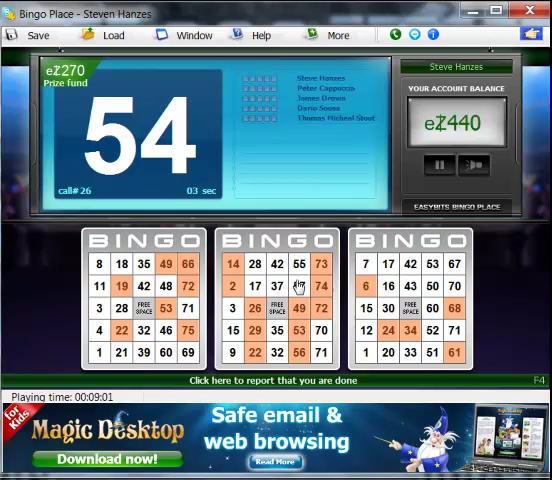 Bingo Place - Steven Hanzes
Save Load Window Help More
Steve Hanzes
eƵ270
Prize fund
54
call# 26 03 sec
Steve Hanzes
Peter Cappuccio
James Drown
Dario Sousa
Thomas Micheal Stout
YOUR ACCOUNT BALANCE
eƵ440
EASYBITS BINGO PLACE
BINGO BINGO BINGO
8 18 35 49 66
11 19 42 48 72
3 28 FREE SPACE 53 71
4 22 32 46 75
1 21 39 60 69
14 28 42 55 73
2 17 37 74
3 26 FREE SPACE 49 72
15 29 35 53 70
9 22 32 56 71
7 17 42 53 67
6 16 43 50 70
15 30 FREE SPACE 60 68
12 24 34 52 71
1 20 33 51 61
Click here to report that you are done F4
Playing time: 00:09:01
for Kids
Magic Desktop
Download now!
Safe email &
web browsing
Read More